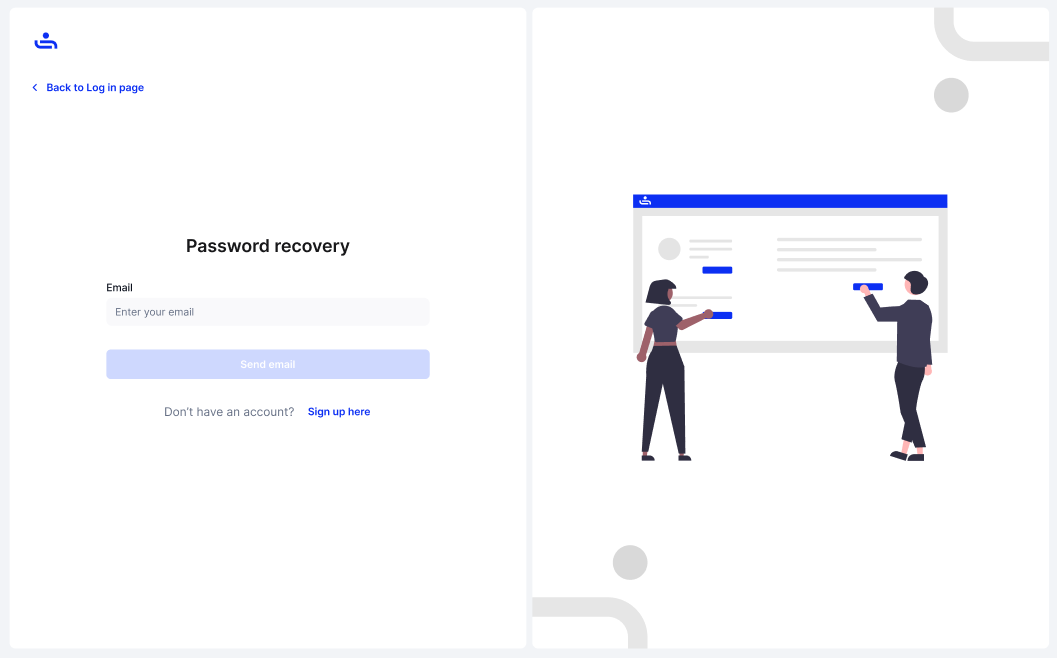 Back to Log in page
Password recovery
Email
Enter your email
Send email
Don't have an account? Sign up here